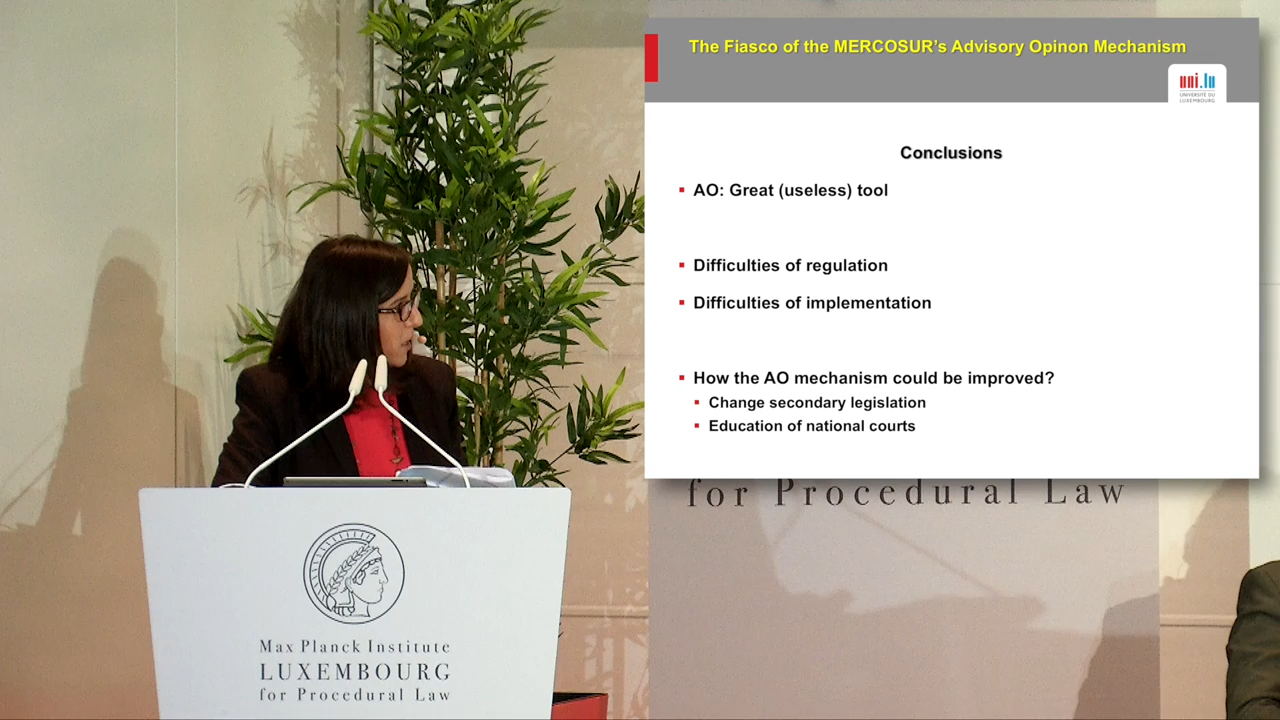 The Fiasco of the MERCOSUR's Advisory Opinon Mechanism
uni.lu
UNIVERSITÉ DU
LUXEMBOURG
Conclusions
AO: Great (useless) tool
Difficulties of regulation
Difficulties of implementation
How the AO mechanism could be improved?
Change secondary legislation
Education of national courts
for Procedural Law
Max Planck Institute
LUXEMBOURG
for Procedural Law